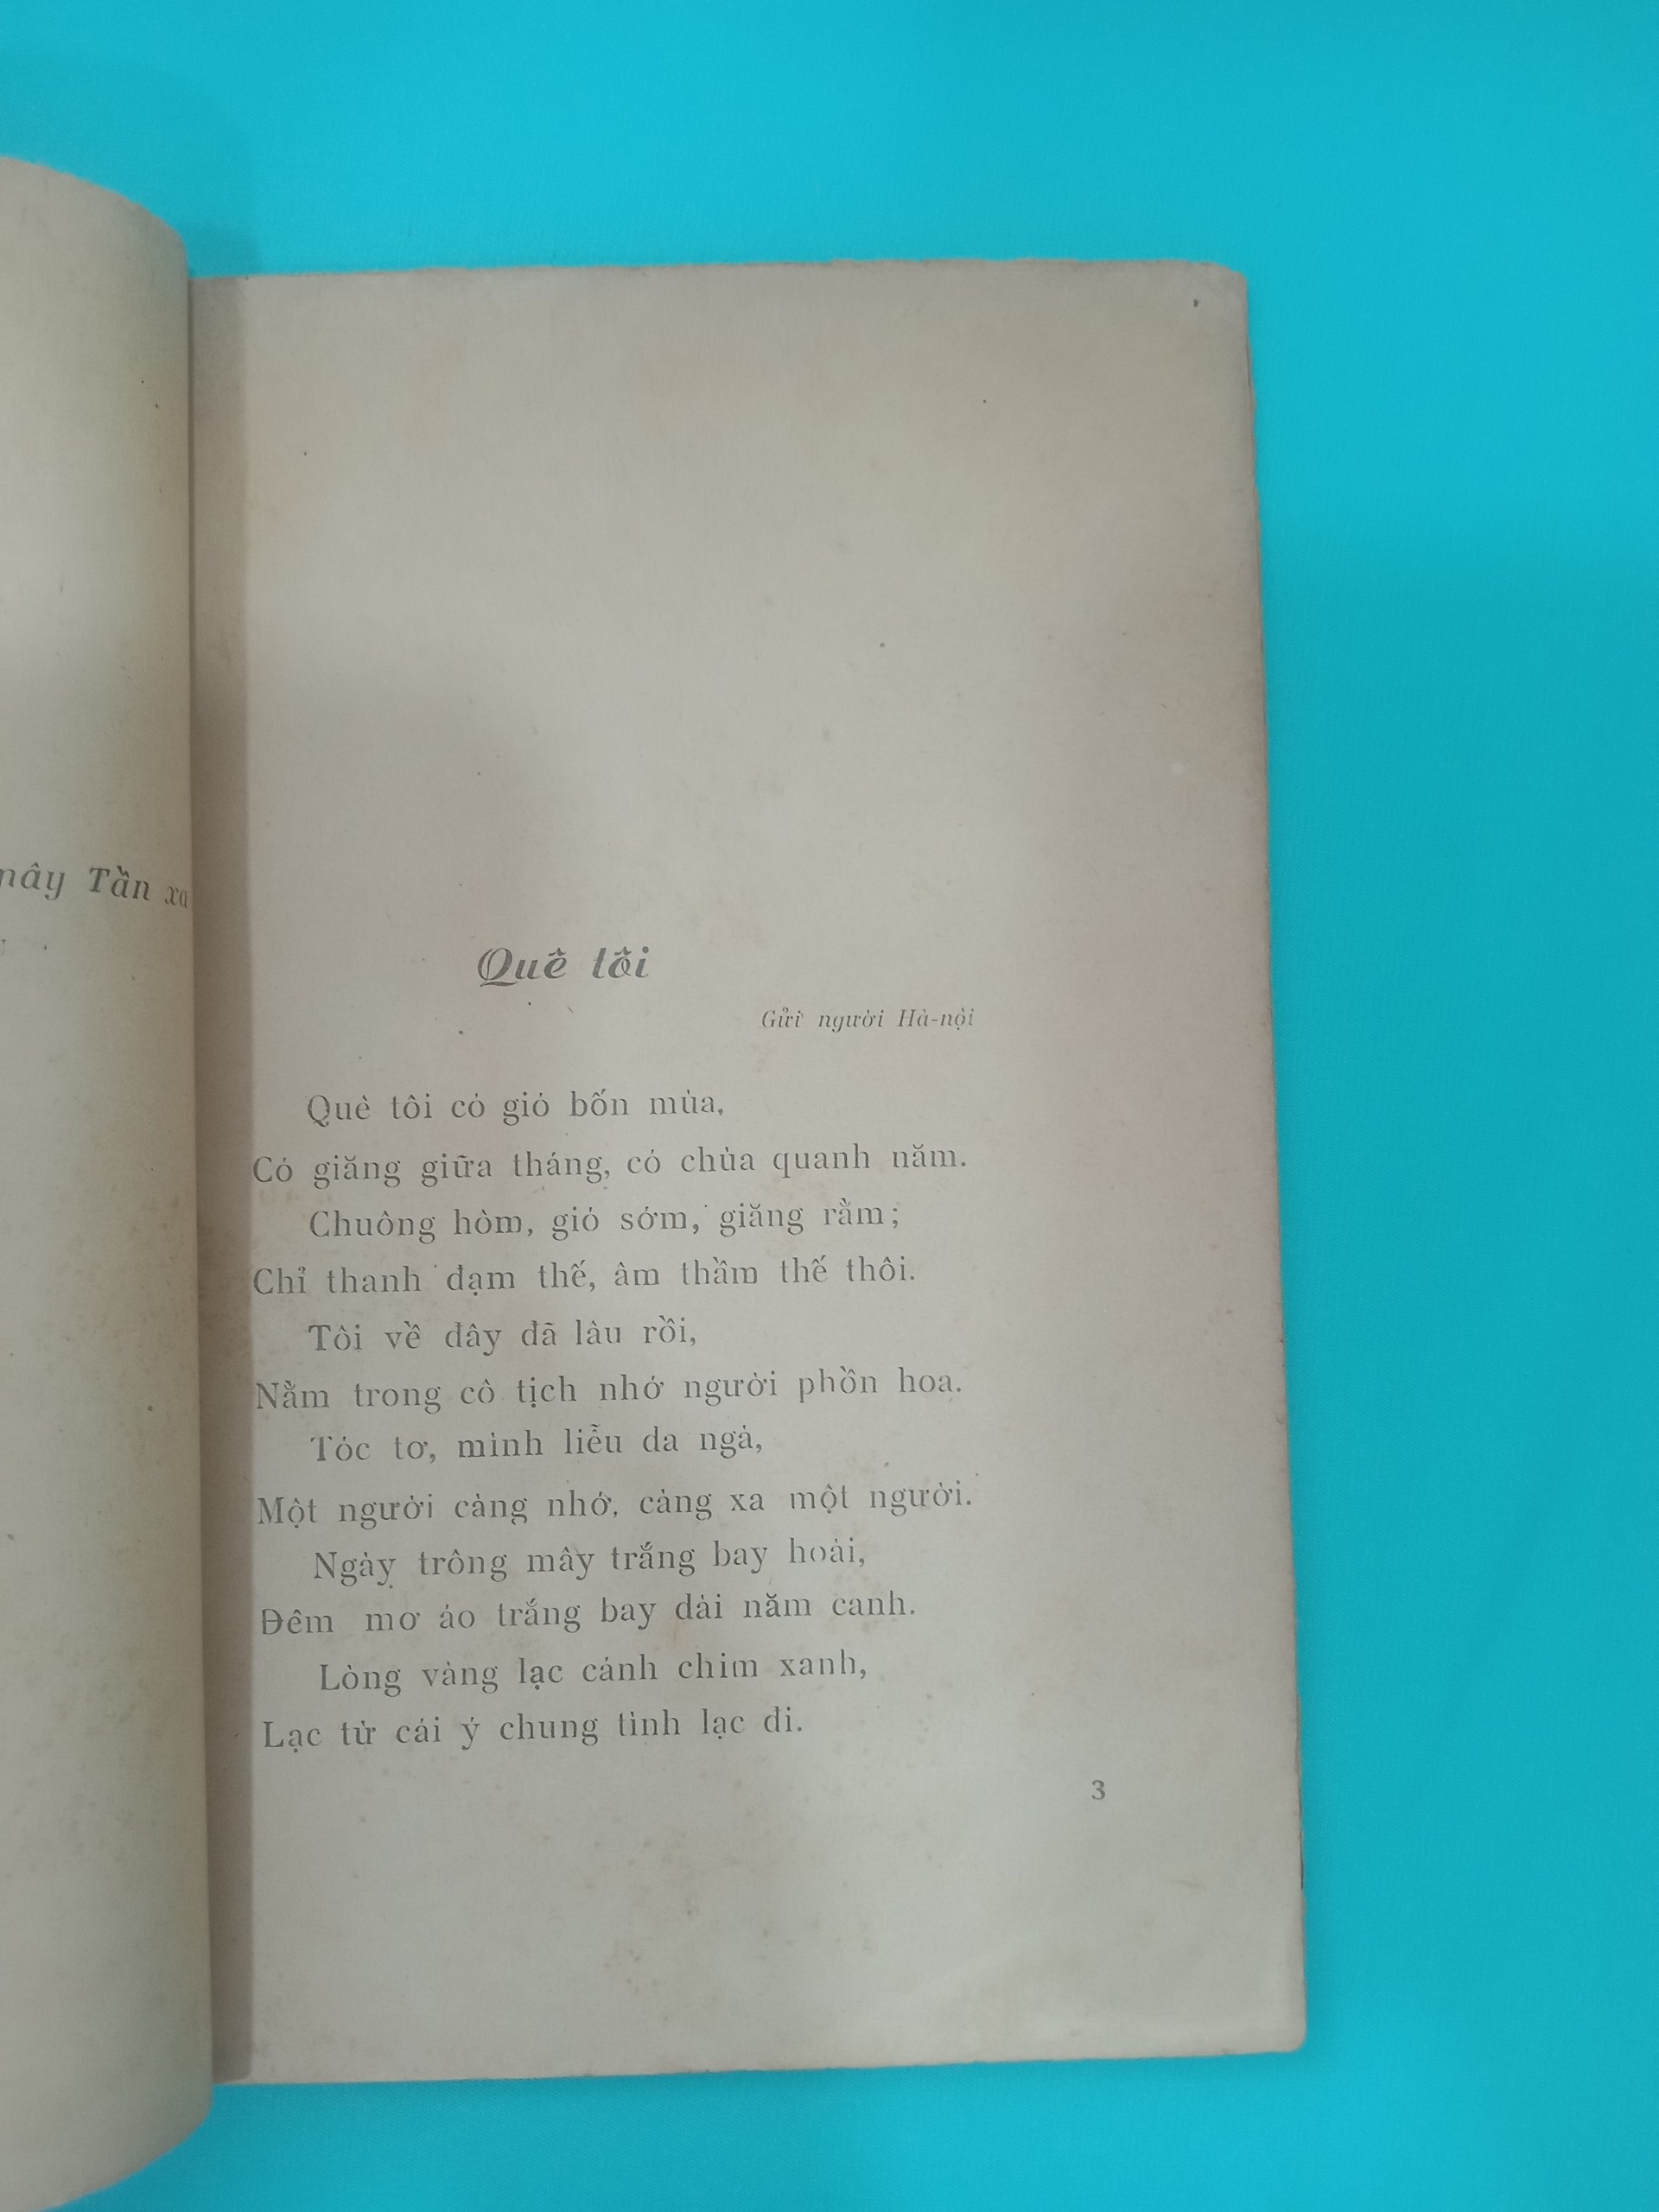 mây Tần xa
Quê tôi
Gửi người Hà-nội
Quê tôi có gió bốn mùa,
Có giăng giữa tháng, có chùa quanh năm.
Chuông hôm, gió sớm, giăng rằm;
Chỉ thanh đạm thế, âm thầm thế thôi.
Tôi về đây đã lâu rồi,
Nằm trong cô tịch nhớ người phồn hoa.
Tóc tơ, mình liễu da ngà,
Một người càng nhớ, càng xa một người.
Ngày trông mây trắng bay hoài,
Đêm mơ áo trắng bay dài năm canh.
Lòng vàng lạc cánh chim xanh,
Lạc từ cái ý chung tình lạc đi.
3